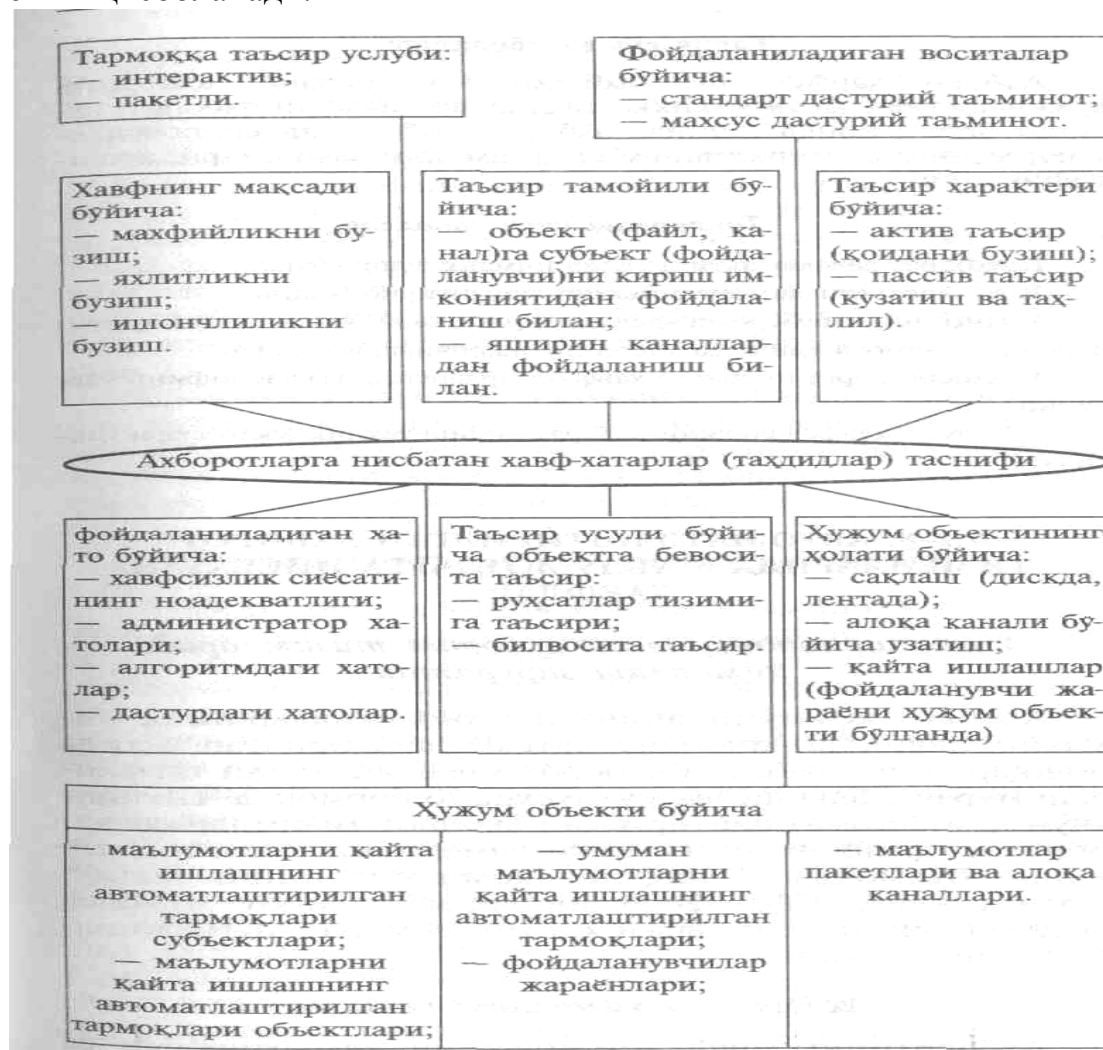 Тармоққа таъсир услуби:
— интерактив;
— пакетли.
Фойдаланиладиган воситалар
бўйича:
— стандарт дастурий таъминот;
— махсус дастурий таъминот.
Хавфнинг мақсади
бўйича:
— махфийликни бу-
зиш;
— яхлитликни
бузиш;
— ишончлиликни
бузиш.
Таъсир тамойили бў-
йича:
— объект (файл, ка-
нал)га субъект (фойда-
ланувчи)ни кириш им-
кониятидан фойдала-
ниш билан;
— яширин каналлар-
дан фойдаланиш би-
лан.
Таъсир характери
бўйича:
— актив таъсир
(қоидани бузиш);
— пассив таъсир
(кузатиш ва таҳ-
лил).
Ахборотларга нисбатан хавф-хатарлар (таҳдидлар) таснифи
фойдаланиладиган ха-
то бўйича:
— хавфсизлик сиёсати-
нинг ноадекватлиги;
— администратор ха-
толари;
— алгоритмдаги хато-
лар;
— дастурдаги хатолар.
Таъсир усули бўйи-
ча объектга бевоси-
та таъсир:
— рухсатлар тизими-
га таъсири;
— билвосита таъсир.
Ҳужум объектининг
ҳолати бўйича:
— сақлаш (дискда,
лентада);
— алоқа канали бў-
йича узатиш;
— қайта ишлашлар
(фойдаланувчи жа-
раёни ҳужум объек-
ти бўлганда)
Ҳужум объекти бўйича
— маълумотларни қайта
ишлашнинг
автоматлаштирилган
тармоқлари
субъектлари;
— маълумотларни
қайта ишлашнинг
автоматлаштирилган
тармоқлари объектлари;
— умуман
маълумотларни
қайта ишлашнинг
автоматлаштирилган
тармоқлари;
— фойдаланувчилар
жараёнлари;
— маълумотлар
пакетлари ва алоқа
каналлари.